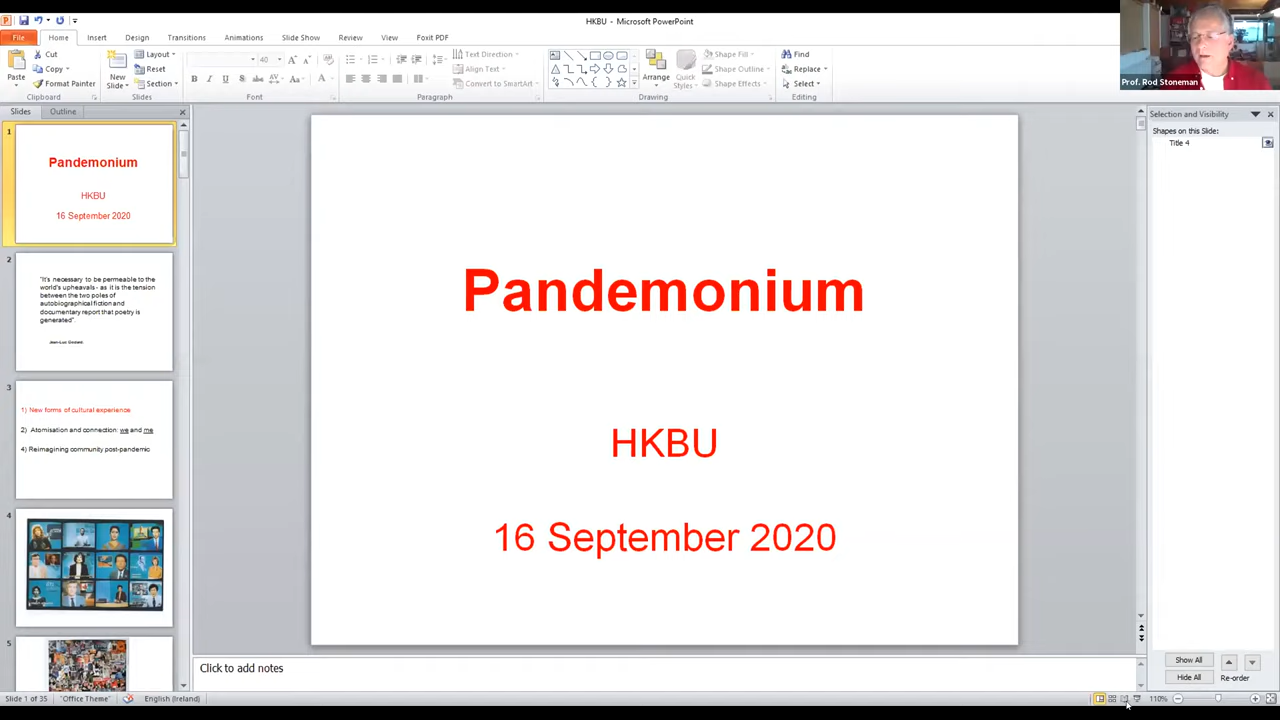 HKBU - Microsoft PowerPoint
File Home Insert Design Transitions Animations Slide Show Review View Foxit PDF
Paste
Cut
Copy
Format Painter
Clipboard
New
Slide
Layout
Reset
Section
Slides
40
Font
Text Direction
Align Text
Convert to SmartArt
Paragraph
Arrange
Quick
Styles
Shape Fill
Shape Outline
Shape Effects
Drawing
Find
Replace
Select
Editing
Prof. Rod Stoneman
Slides Outline
1
Pandemonium
HKBU
16 September 2020
2
"It's necessary to be permeable to the
world's upheavals - as it is the tension
between the two poles of
autobiographical fiction and
documentary report that poetry is
generated".
Jean-Luc Godard.
3
1) New forms of cultural experience
2) Atomisation and connection: we and me
4) Reimagining community post-pandemic
4
5
Pandemonium
HKBU
16 September 2020
Click to add notes
Selection and Visibility
Shapes on this Slide:
Title 4
Show All
Hide All
Re-order
Slide 1 of 35 "Office Theme" English (Ireland) 110%